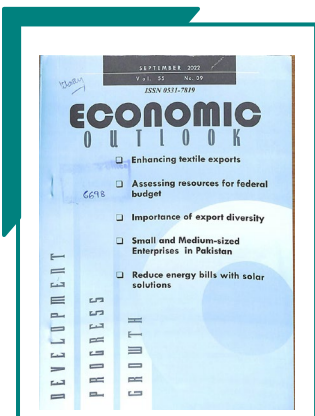 SEPTEMBER 2022
Vol. 55 No. 09
ISSN 0531-7819
ECONOMIC
OUTLOOK
❑ Enhancing textile exports
❑ Assessing resources for federal
budget
6698
❑ Importance of export diversity
❑ Small and Medium-sized
Enterprises in Pakistan
❑ Reduce energy bills with solar
solutions
DEVELOPMENT
PROGRESS
GROWTH